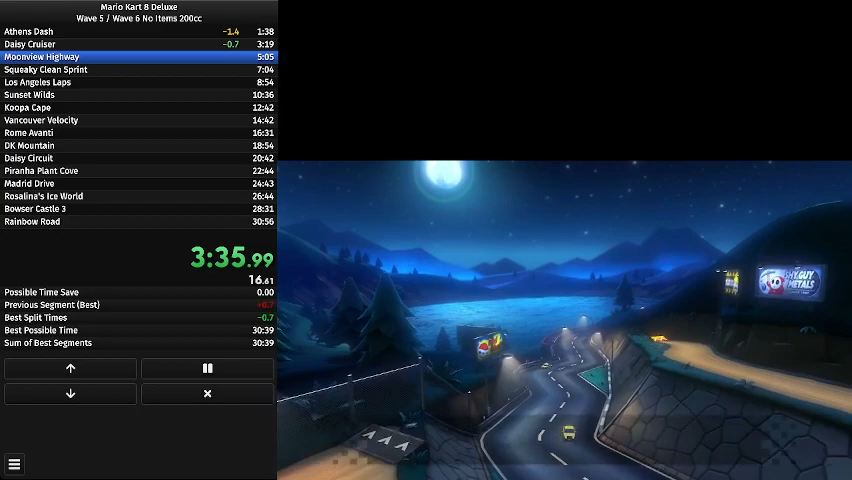 Mario Kart 8 Deluxe
Wave 5 / Wave 6 No Items 200cc
Athens Dash −1.4 1:38
Daisy Cruiser −0.7 3:19
Moonview Highway 5:05
Squeaky Clean Sprint 7:04
Los Angeles Laps 8:54
Sunset Wilds 10:36
Koopa Cape 12:42
Vancouver Velocity 14:42
Rome Avanti 16:31
DK Mountain 18:54
Daisy Circuit 20:42
Piranha Plant Cove 22:44
Madrid Drive 24:43
Rosalina's Ice World 26:44
Bowser Castle 3 28:31
Rainbow Road 30:56
3:35.99
16.61
Possible Time Save 0.00
Previous Segment (Best) +0.7
Best Split Times −0.7
Best Possible Time 30:39
Sum of Best Segments 30:39
SHY GUY
METALS